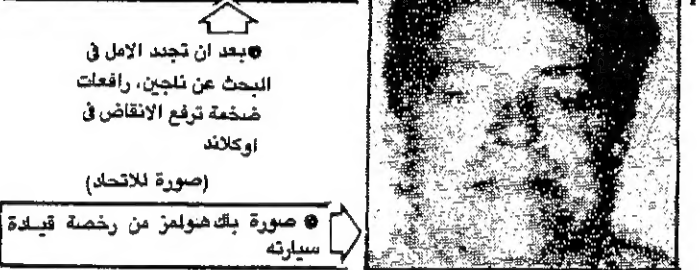 ●بعد ان تجدد الامل في
البحث عن ناجين، رافعات
ضخمة ترفع الانقاض في
اوكلاند
(صورة للاتحاد)
● صورة بك هولمز من رخصة قيادة
سيارته